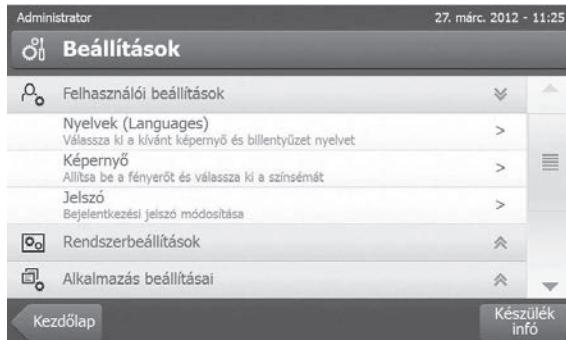 Administrator 27. márc. 2012 - 11:25
Beállítások
Felhasználói beállítások
Nyelvek (Languages)
Válassza ki a kívánt képernyő és billentyűzet nyelvet
Képernyő
Allítsa be a fényerőt és válassza ki a színsémát
Jelszó
Bejelentkezési jelszó módosítása
Rendszerbeállítások
Alkalmazás beállításai
Kezdőlap
Készülék
infó